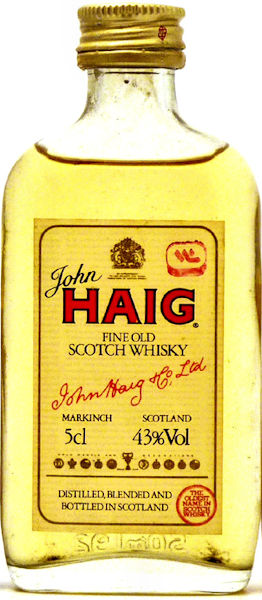 John
HAIG®
FINE OLD
SCOTCH WHISKY
John Haig & Co, Ltd
MARKINCH SCOTLAND
5cl 43%Vol
DISTILLED, BLENDED AND
BOTTLED IN SCOTLAND
THE
OLDEST
NAME IN
SCOTCH
WHISKY